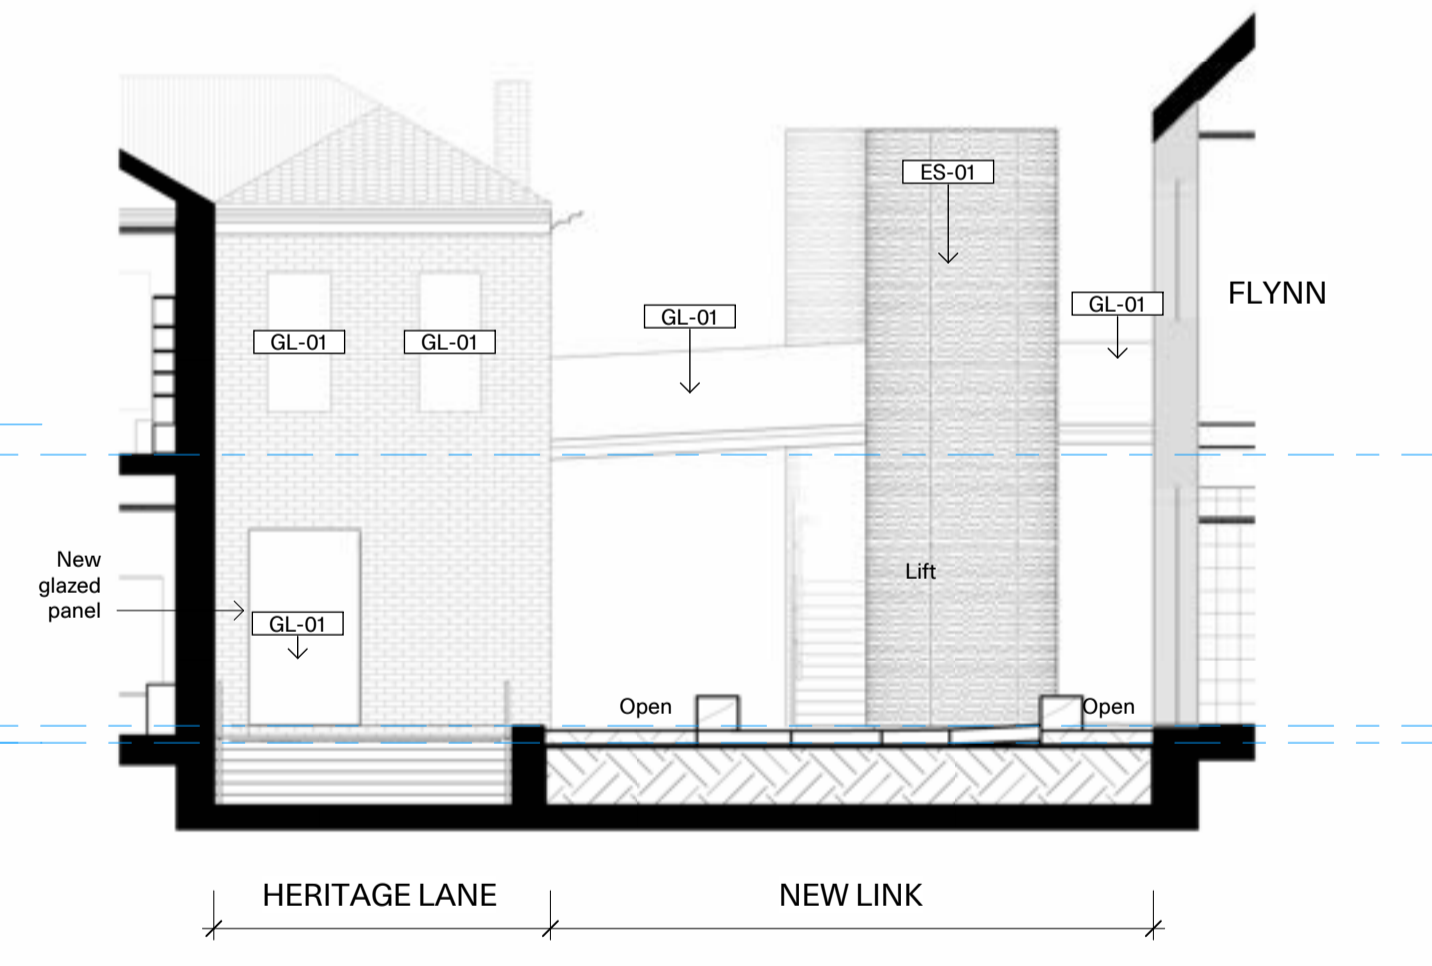 ES-01
FLYNN
GL-01
GL-01
GL-01
GL-01
New
glazed
panel
Lift
GL-01
Open
Open
HERITAGE LANE
NEW LINK